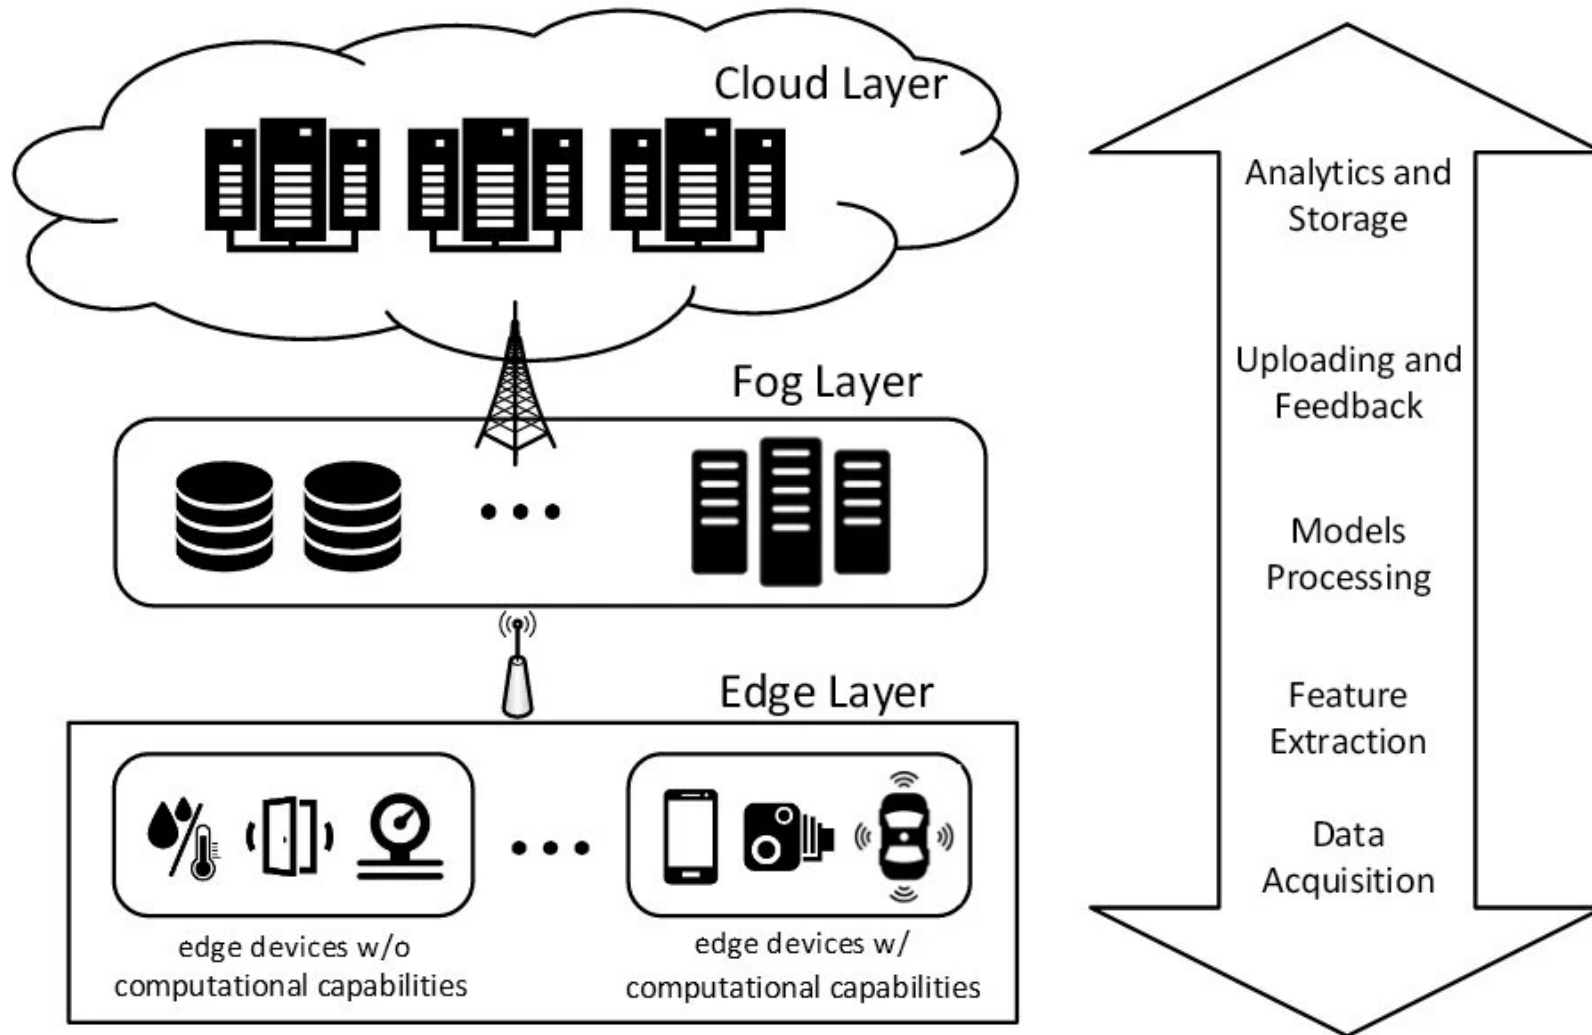 Cloud Layer
Analytics and
Storage
Fog Layer
Uploading and
Feedback
Models
Processing
Edge Layer
Feature
Extraction
Data
Acquisition
edge devices w/o
computational capabilities
edge devices w/
computational capabilities